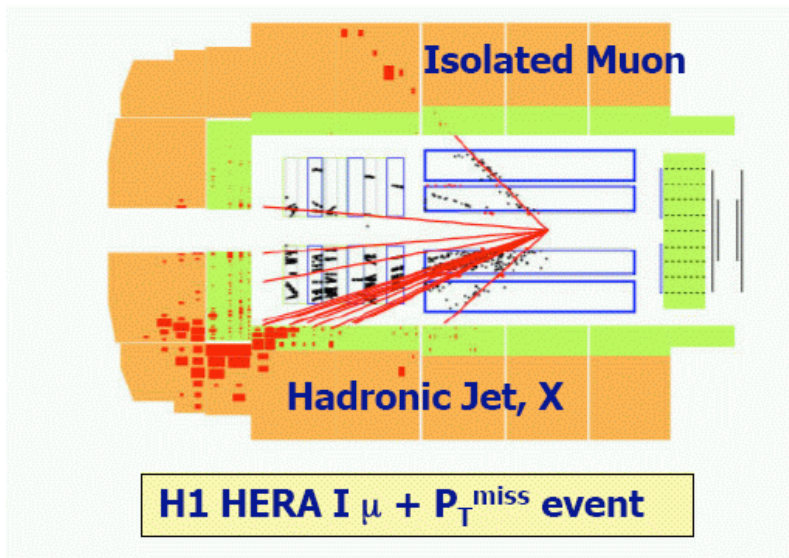 Isolated Muon
Hadronic Jet, X
H1 HERA I μ + P_T^miss event